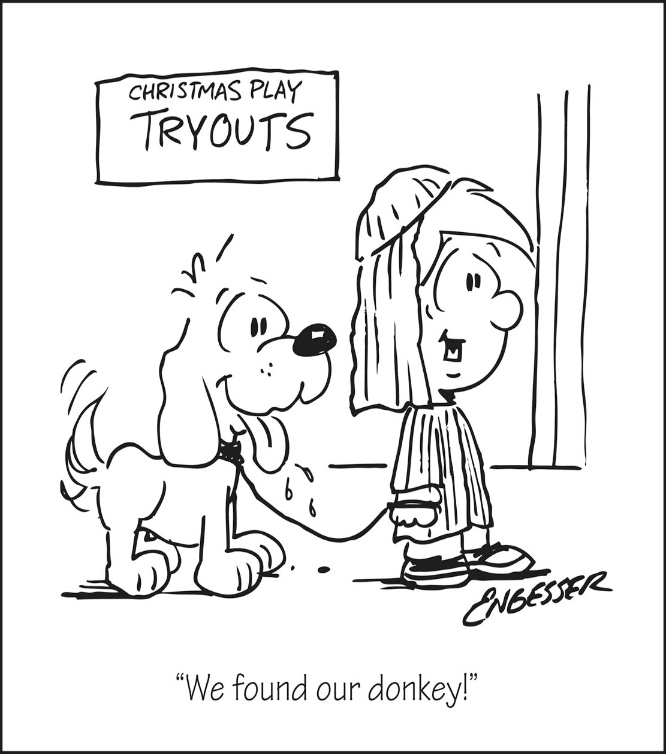 CHRISTMAS PLAY
TRYOUTS
ENGESSER
“We found our donkey!”